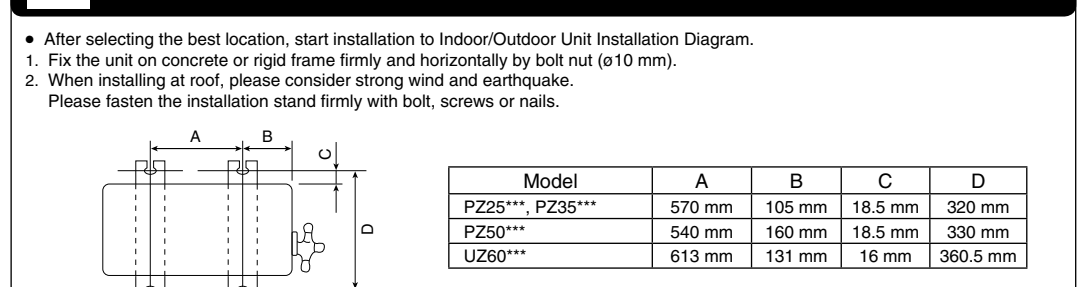 • After selecting the best location, start installation to Indoor/Outdoor Unit Installation Diagram.
1. Fix the unit on concrete or rigid frame firmly and horizontally by bolt nut (ø10 mm).
2. When installing at roof, please consider strong wind and earthquake.
Please fasten the installation stand firmly with bolt, screws or nails.
A B
C
D
Model A B C D
PZ25***, PZ35*** 570 mm 105 mm 18.5 mm 320 mm
PZ50*** 540 mm 160 mm 18.5 mm 330 mm
UZ60*** 613 mm 131 mm 16 mm 360.5 mm